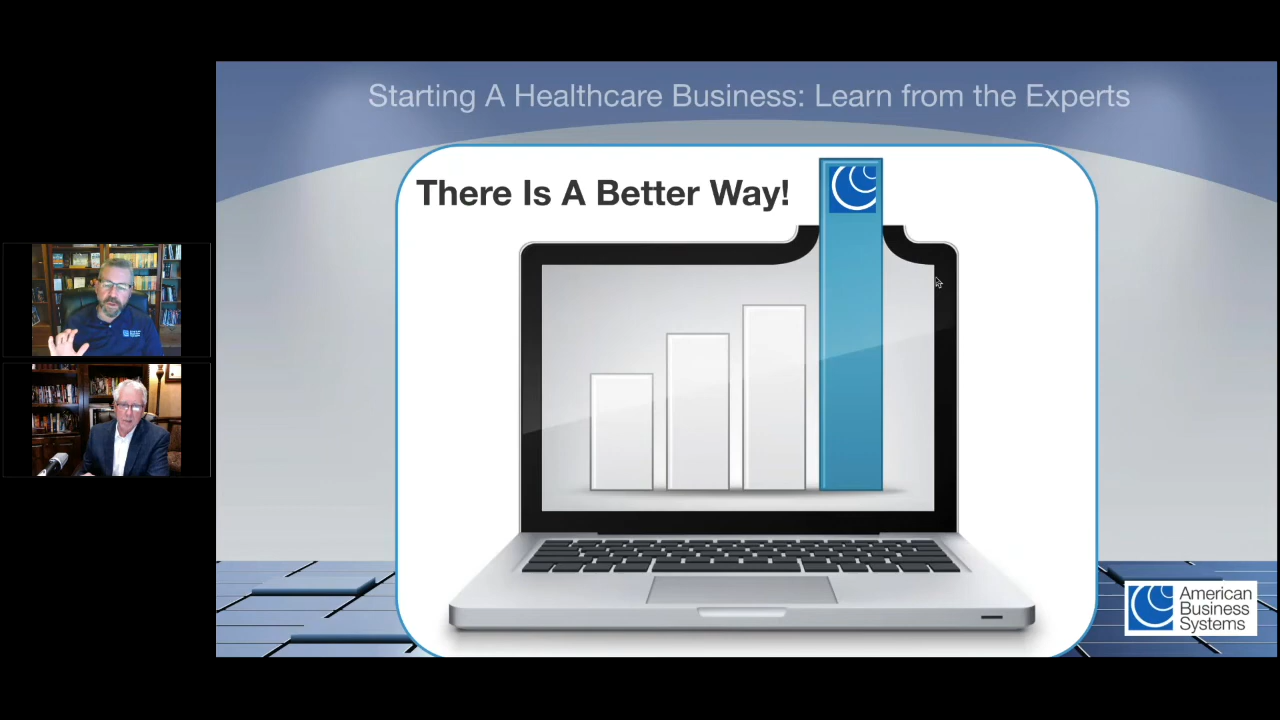 Starting A Healthcare Business: Learn from the Experts
There Is A Better Way!
American
Business
Systems